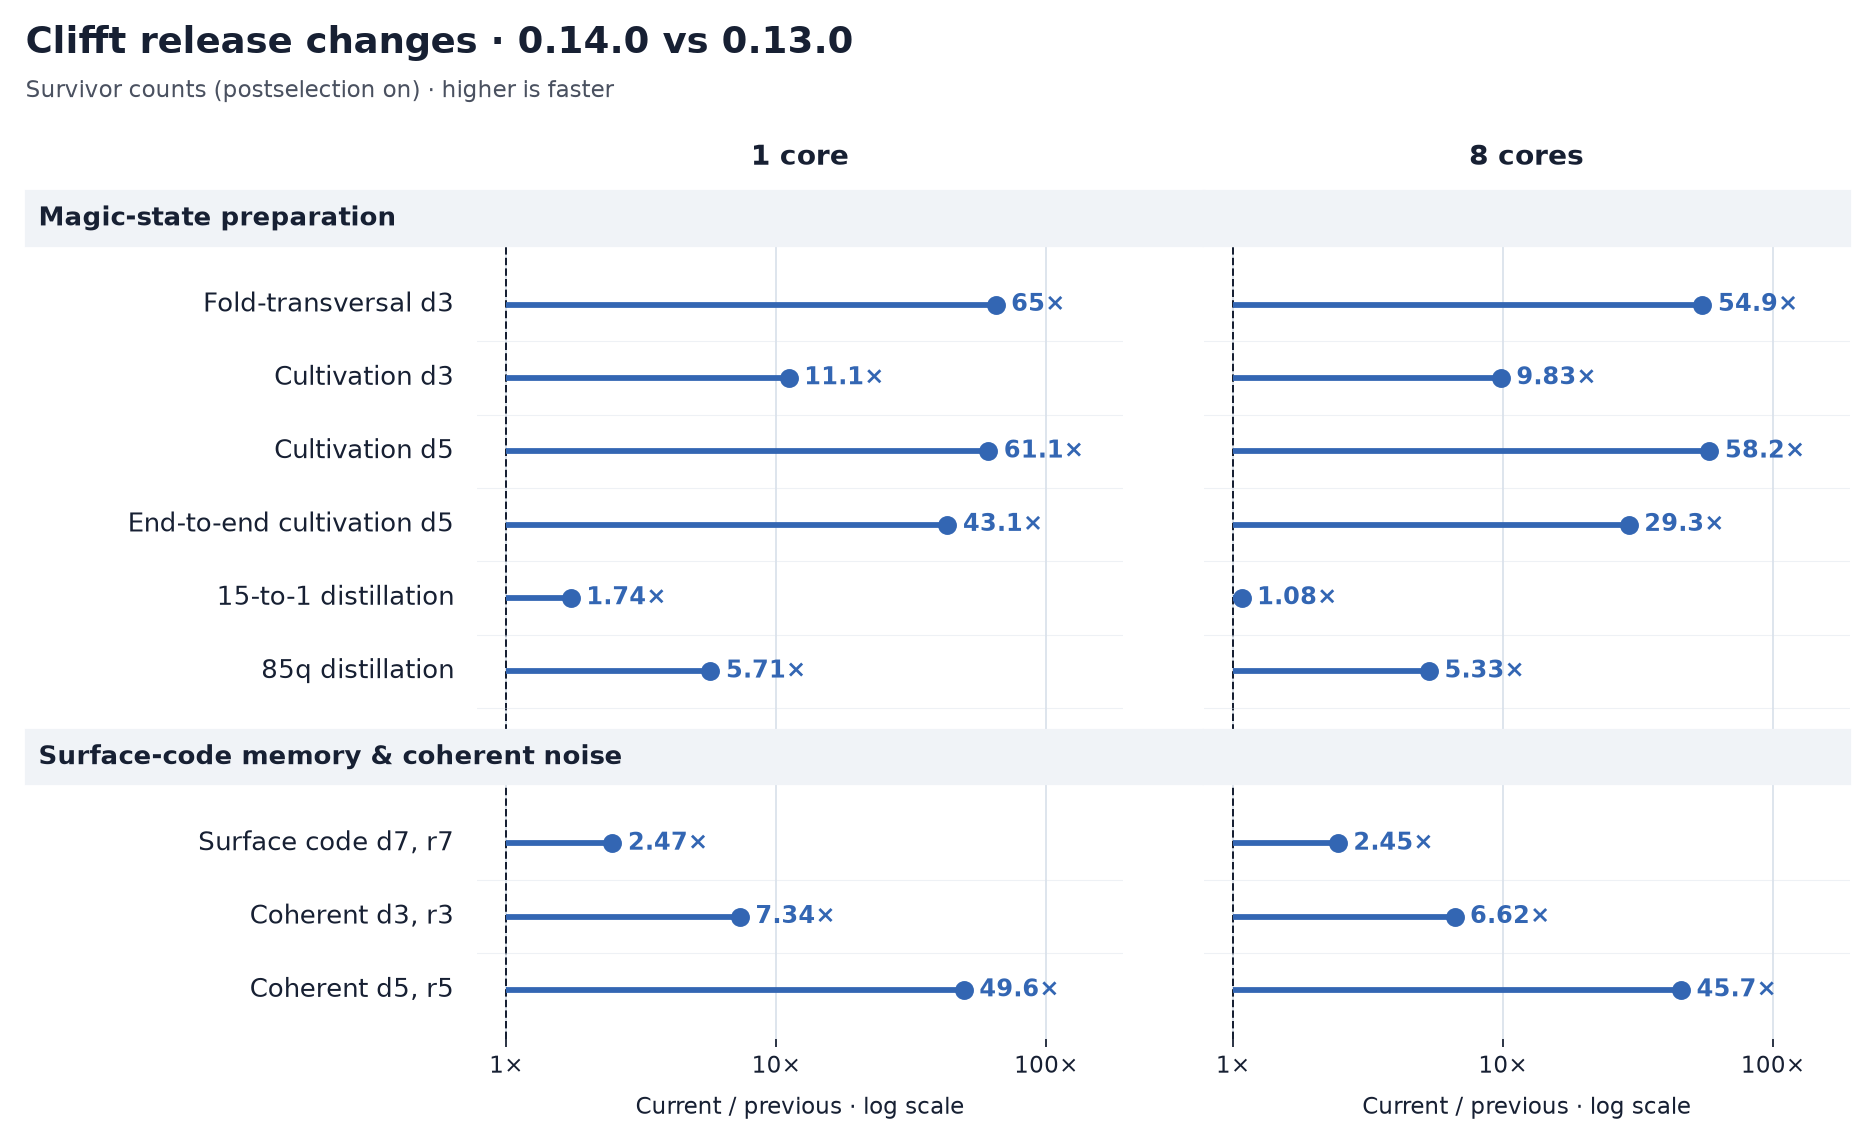 Clifft release changes · 0.14.0 vs 0.13.0
Survivor counts (postselection on) · higher is faster
1 core
8 cores
Magic-state preparation
Fold-transversal d3 65× 54.9×
Cultivation d3 11.1× 9.83×
Cultivation d5 61.1× 58.2×
End-to-end cultivation d5 43.1× 29.3×
15-to-1 distillation 1.74× 1.08×
85q distillation 5.71× 5.33×
Surface-code memory & coherent noise
Surface code d7, r7 2.47× 2.45×
Coherent d3, r3 7.34× 6.62×
Coherent d5, r5 49.6× 45.7×
1× 10× 100× 1× 10× 100×
Current / previous · log scale
Current / previous · log scale